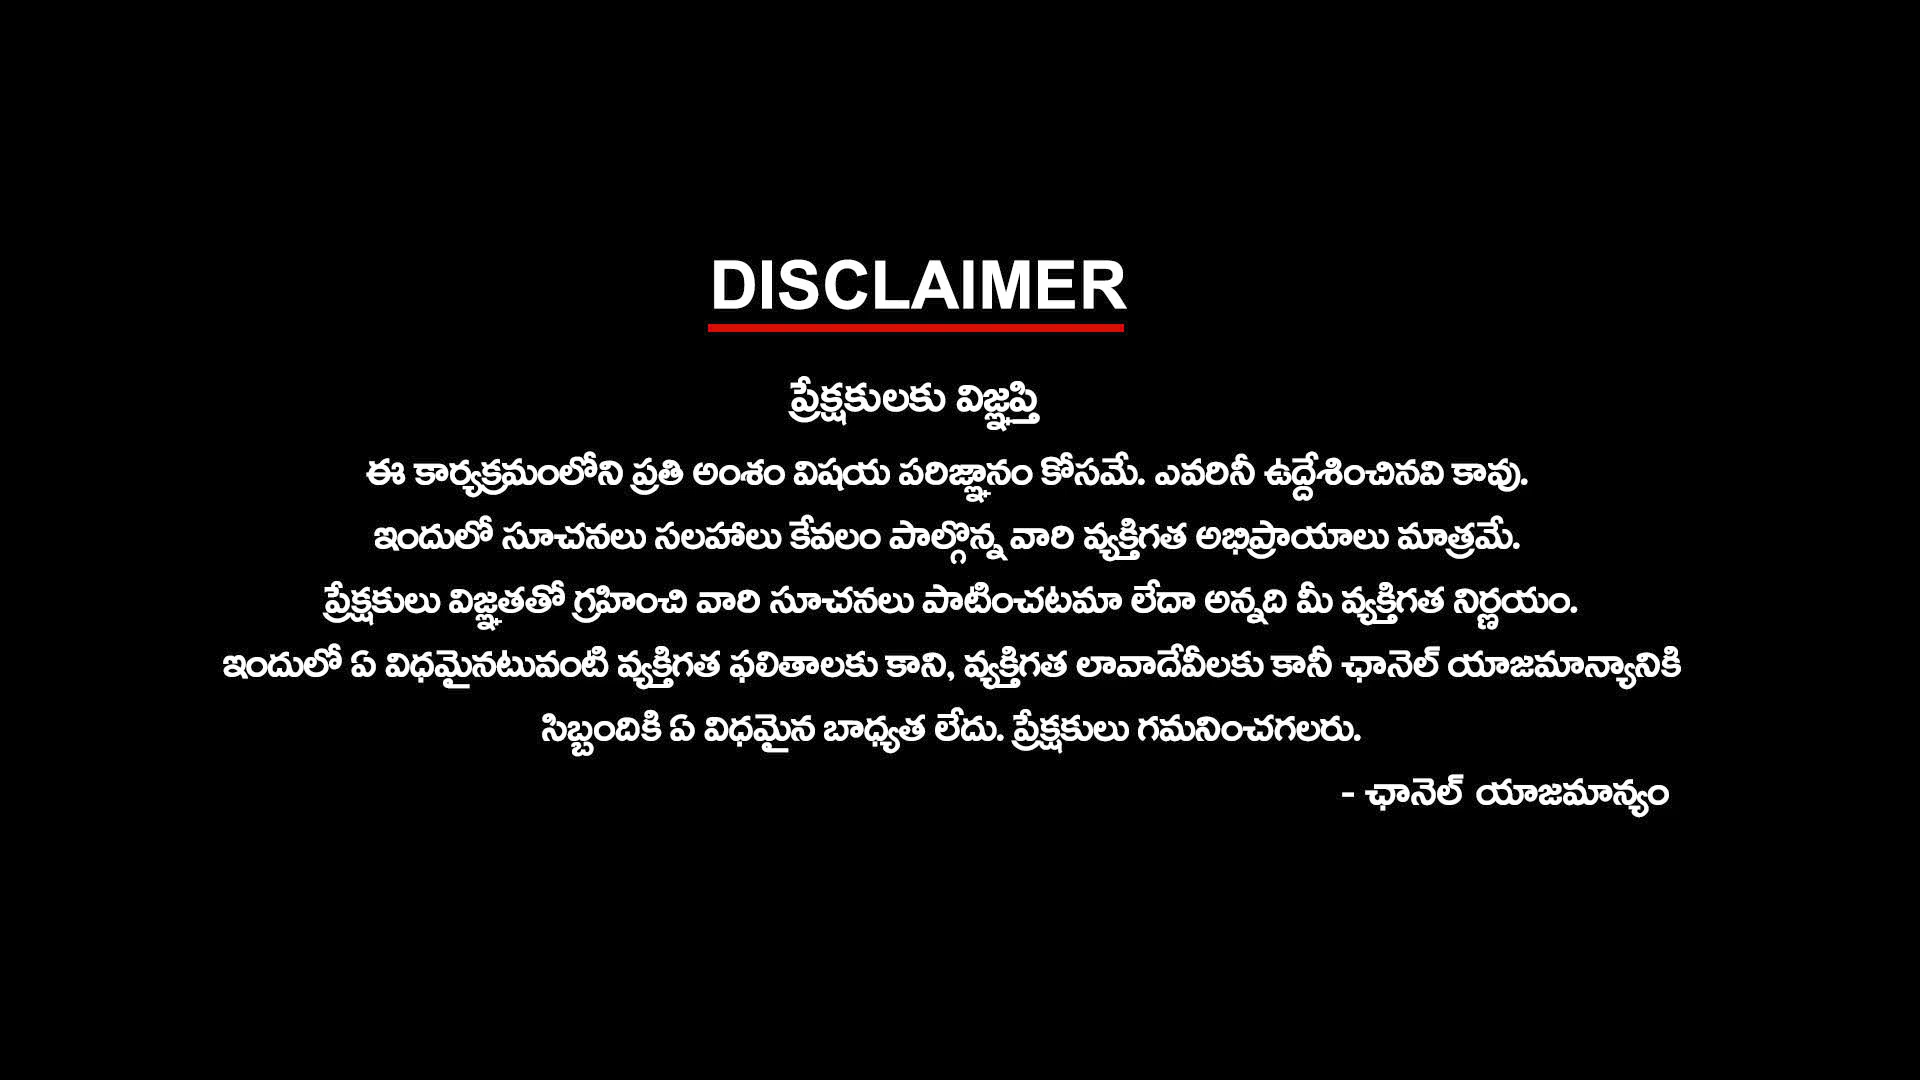 DISCLAIMER
ప్రేక్షకులకు విజ్ఞప్తి
ఈ కార్యక్రమంలోని ప్రతి అంశం విషయ పరిజ్ఞానం కోసమే. ఎవరినీ ఉద్దేశించినవి కావు.
ఇందులో సూచనలు సలహాలు కేవలం పాల్గొన్న వారి వ్యక్తిగత అభిప్రాయాలు మాత్రమే.
ప్రేక్షకులు విజ్ఞతతో గ్రహించి వారి సూచనలు పాటించటమా లేదా అన్నది మీ వ్యక్తిగత నిర్ణయం.
ఇందులో ఏ విధమైనటువంటి వ్యక్తిగత ఫలితాలకు కాని, వ్యక్తిగత లావాదేవీలకు కానీ ఛానెల్ యాజమాన్యానికి
సిబ్బందికి ఏ విధమైన బాధ్యత లేదు. ప్రేక్షకులు గమనించగలరు.
- ఛానెల్ యాజమాన్యం